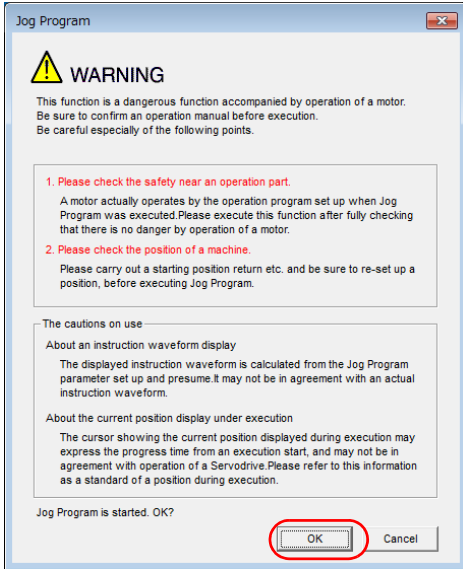 Jog Program
WARNING
This function is a dangerous function accompanied by operation of a motor.
Be sure to confirm an operation manual before execution.
Be careful especially of the following points.
1. Please check the safety near an operation part.
A motor actually operates by the operation program set up when Jog
Program was executed.Please execute this function after fully checking
that there is no danger by operation of a motor.
2. Please check the position of a machine.
Please carry out a starting position return etc. and be sure to re-set up a
position, before executing Jog Program.
The cautions on use
About an instruction waveform display
The displayed instruction waveform is calculated from the Jog Program
parameter set up and presume.It may not be in agreement with an actual
instruction waveform.
About the current position display under execution
The cursor showing the current position displayed during execution may
express the progress time from an execution start, and may not be in
agreement with operation of a Servodrive.Please refer to this information
as a standard of a position during execution.
Jog Program is started. OK?
OK
Cancel